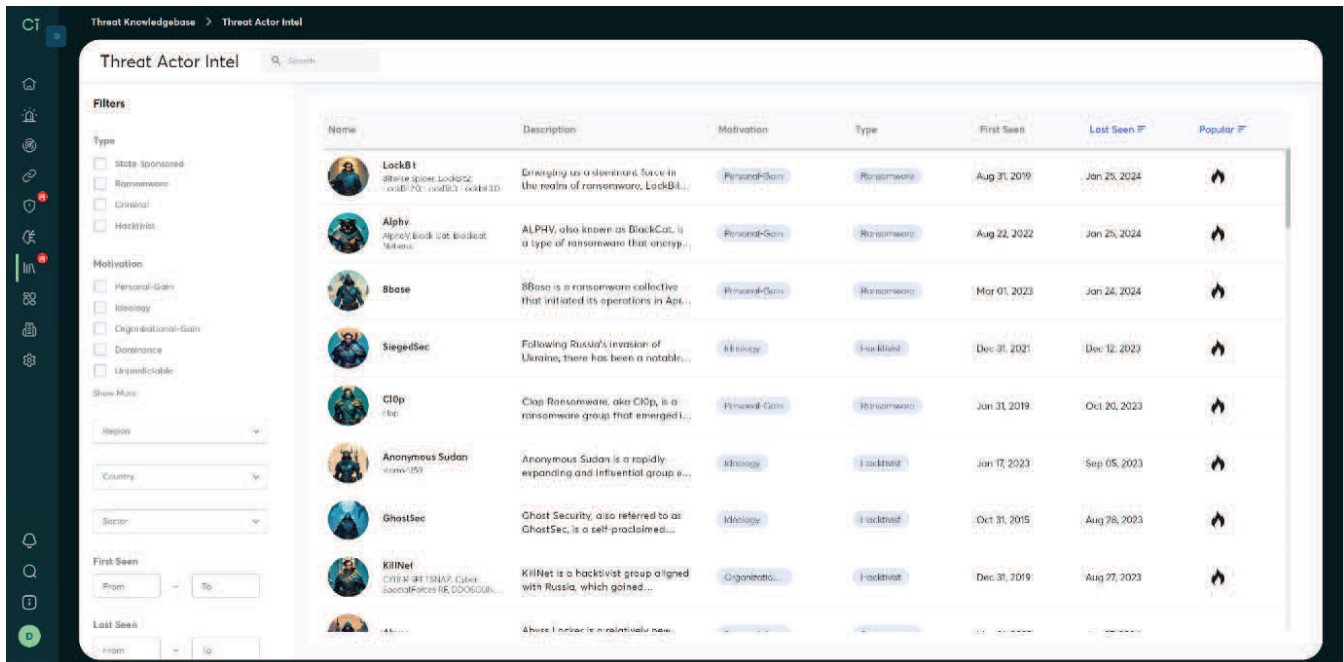 Ci
Threat Knowledgebase > Threat Actor Intel
Threat Actor Intel
Search
Filters
Type
State Sponsored
Ransomware
Criminal
Hacktivist
Motivation
Personal-Gain
Ideology
Organizational-Gain
Dominance
Unpredictable
Show More
Region
Country
Sector
First Seen
From – To
Last Seen
From – To
D
Name Description Motivation Type First Seen Last Seen Popular
LockBit
Emerging as a dominant force in
the realm of ransomware, LockBit...
Personal-Gain Ransomware Aug 31, 2019 Jan 25, 2024
Alphv
ALPHV, also known as BlackCat, is
a type of ransomware that encryp...
Personal-Gain Ransomware Aug 22, 2022 Jan 25, 2024
8base
8Base is a ransomware collective
that initiated its operations in Apr...
Personal-Gain Ransomware Mar 01, 2023 Jan 24, 2024
SiegedSec
Following Russia's invasion of
Ukraine, there has been a notable...
Ideology Hacktivist Dec 31, 2021 Dec 12, 2023
Cl0p
clop
Clop Ransomware, aka Cl0p, is a
ransomware group that emerged i...
Personal-Gain Ransomware Jan 31, 2019 Oct 20, 2023
Anonymous Sudan
Anonymous Sudan is a rapidly
expanding and influential group e...
Ideology Hacktivist Jan 17, 2023 Sep 05, 2023
GhostSec
Ghost Security, also referred to as
GhostSec, is a self-proclaimed...
Ideology Hacktivist Oct 31, 2015 Aug 28, 2023
KillNet
KillNet is a hacktivist group aligned
with Russia, which gained...
Organizatio... Hacktivist Dec 31, 2019 Aug 27, 2023
Abyss Locker is a relatively new